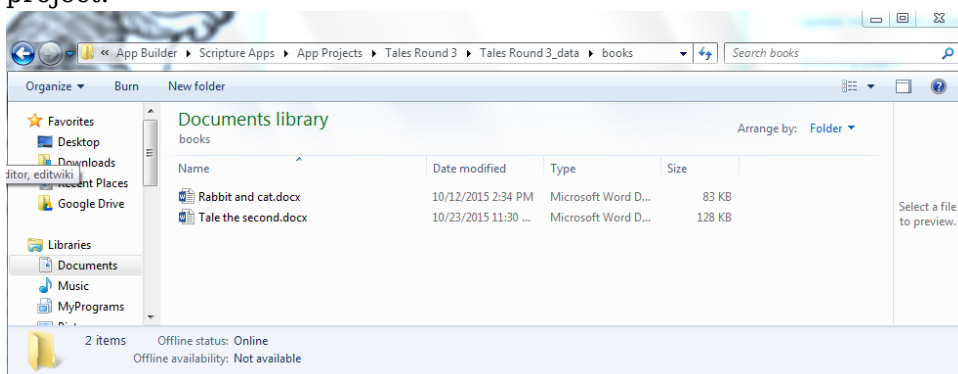 project.
« App Builder ▸ Scripture Apps ▸ App Projects ▸ Tales Round 3 ▸ Tales Round 3_data ▸ books
Search books
Organize ▾ Burn New folder
Favorites
Desktop
Downloads
ditor, editwiki
Recent Places
Google Drive
Libraries
Documents
Music
MyPrograms
Documents library
books
Arrange by: Folder ▾
Name Date modified Type Size
Rabbit and cat.docx 10/12/2015 2:34 PM Microsoft Word D... 83 KB
Tale the second.docx 10/23/2015 11:30 ... Microsoft Word D... 128 KB
Select a file
to preview.
2 items Offline status: Online
Offline availability: Not available